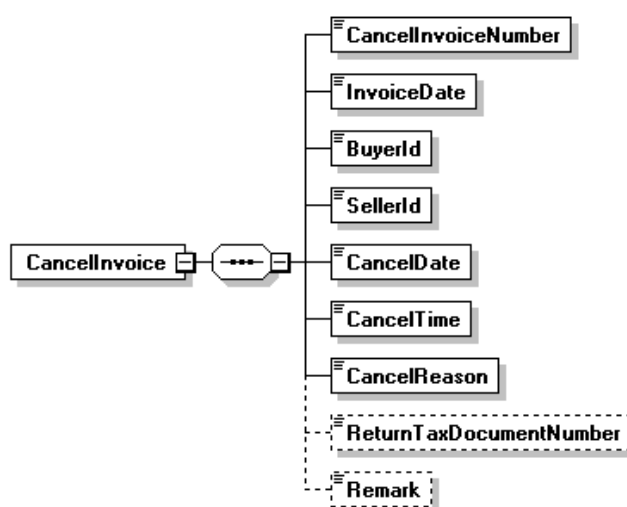 CancelInvoiceNumber
InvoiceDate
BuyerId
SellerId
CancelInvoice
CancelDate
CancelTime
CancelReason
ReturnTaxDocumentNumber
Remark